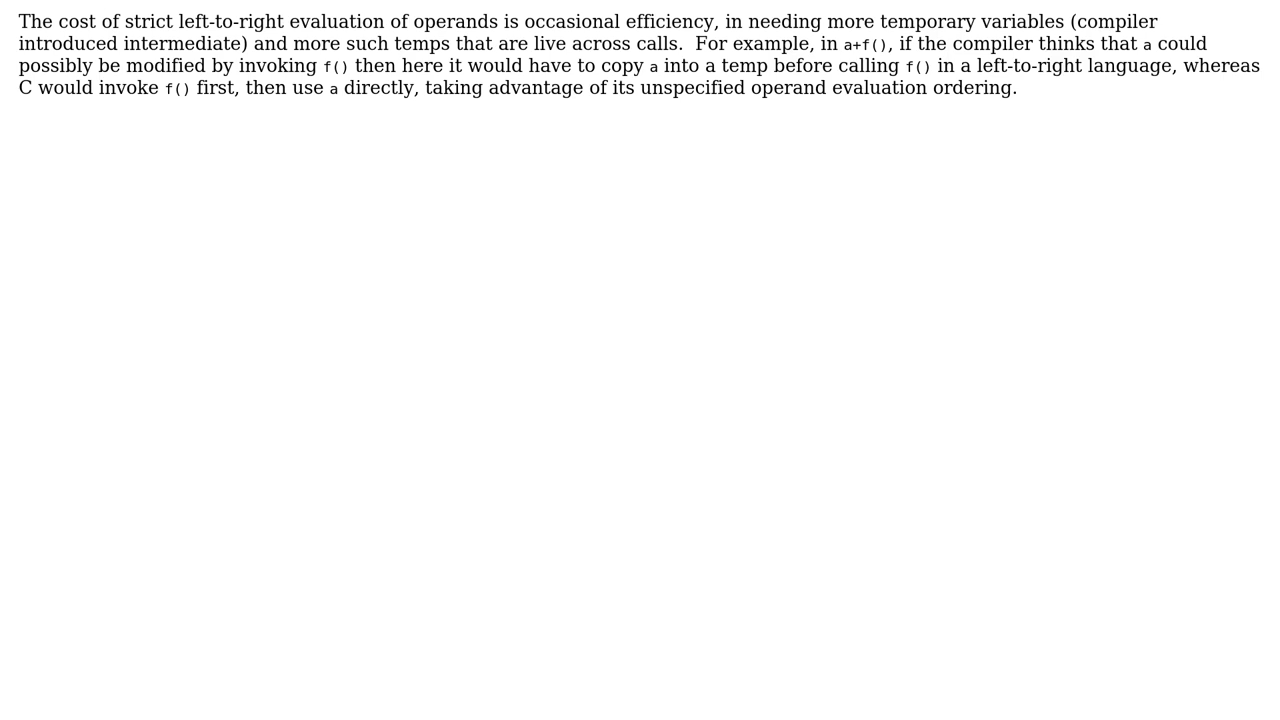 The cost of strict left-to-right evaluation of operands is occasional efficiency, in needing more temporary variables (compiler
introduced intermediate) and more such temps that are live across calls.  For example, in a+f(), if the compiler thinks that a could
possibly be modified by invoking f() then here it would have to copy a into a temp before calling f() in a left-to-right language, whereas
C would invoke f() first, then use a directly, taking advantage of its unspecified operand evaluation ordering.